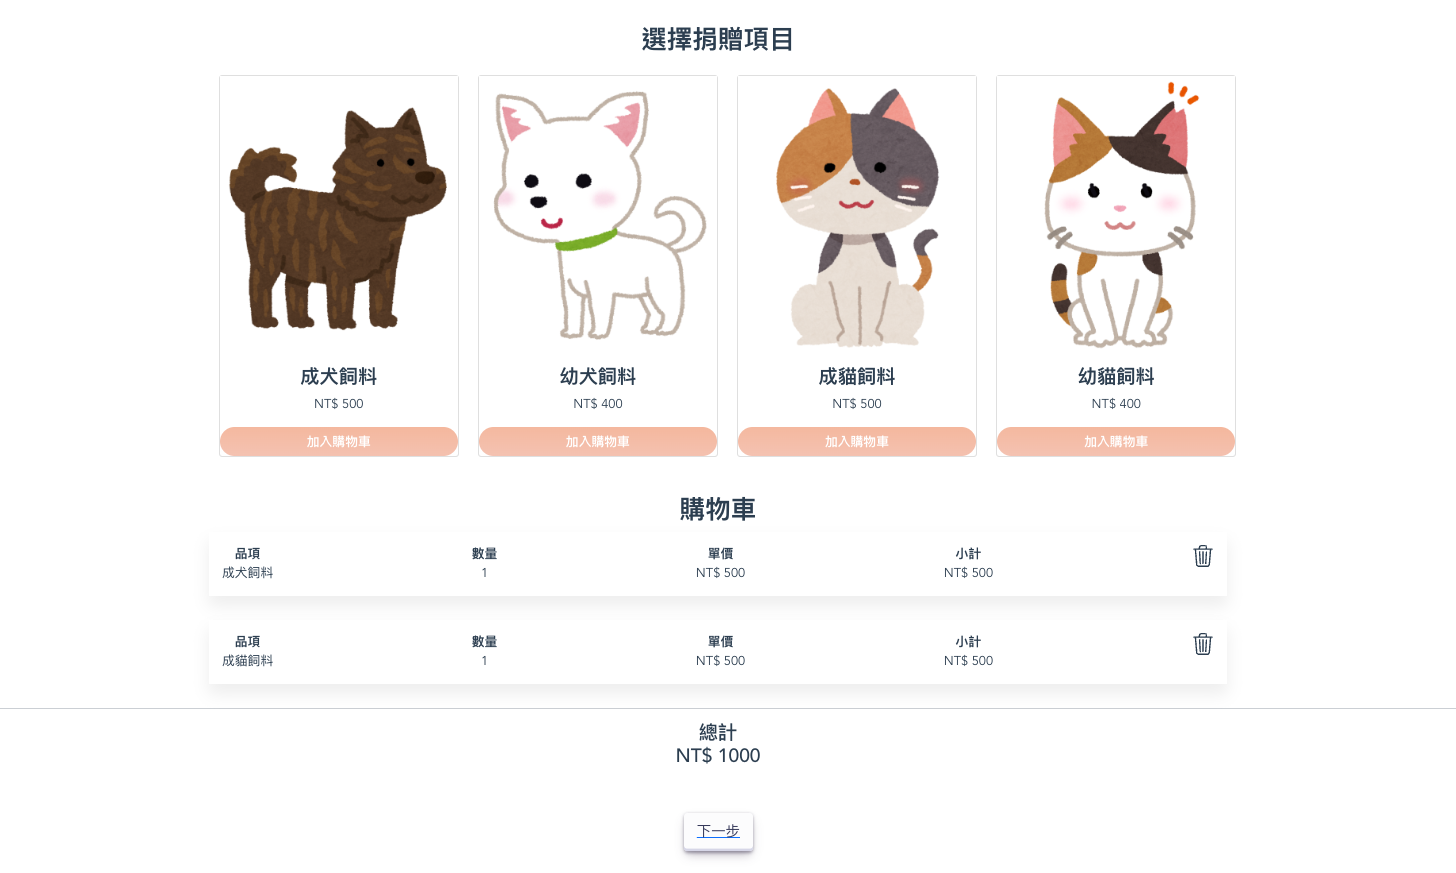 選擇捐贈項目
成犬飼料
NT$ 500
加入購物車
幼犬飼料
NT$ 400
加入購物車
成貓飼料
NT$ 500
加入購物車
幼貓飼料
NT$ 400
加入購物車
購物車
品項 數量 單價 小計
成犬飼料 1 NT$ 500 NT$ 500
品項 數量 單價 小計
成貓飼料 1 NT$ 500 NT$ 500
總計
NT$ 1000
下一步